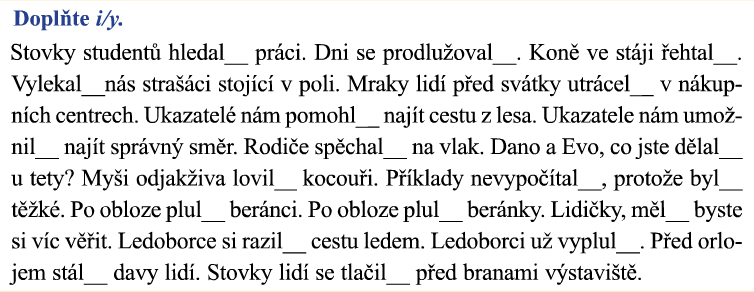 Doplňte i/y.
Stovky studentů hledal__ práci. Dni se prodlužoval__. Koně ve stáji řehtal__.
Vylekal__nás strašáci stojící v poli. Mraky lidí před svátky utrácel__ v nákup-
ních centrech. Ukazatelé nám pomohl__ najít cestu z lesa. Ukazatele nám umož-
nil__ najít správný směr. Rodiče spěchal__ na vlak. Dano a Evo, co jste dělal__
u tety? Myši odjakživa lovil__ kocouři. Příklady nevypočítal__, protože byl__
těžké. Po obloze plul__ beránci. Po obloze plul__ beránky. Lidičky, měl__ byste
si víc věřit. Ledoborce si razil__ cestu ledem. Ledoborci už vyplul__. Před orlo-
jem stál__ davy lidí. Stovky lidí se tlačil__ před branami výstaviště.